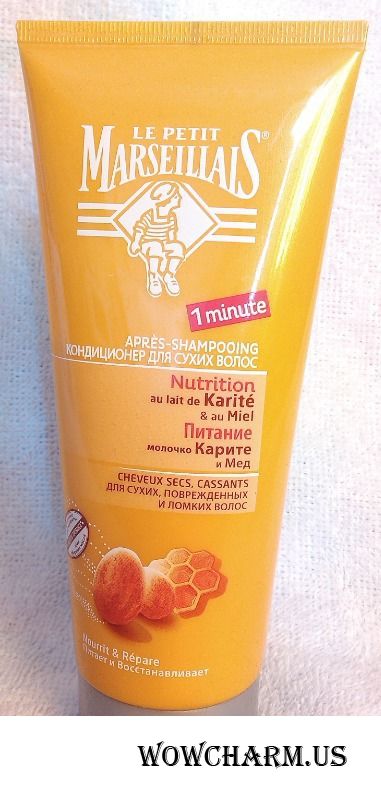 LE PETIT
MARSEILLAIS®
1 minute
APRÈS-SHAMPOOING
КОНДИЦИОНЕР ДЛЯ СУХИХ ВОЛОС
Nutrition
au lait de Karité
& au Miel
Питание
молочко Карите
и Мед
CHEVEUX SECS, CASSANTS
ДЛЯ СУХИХ, ПОВРЕЖДЕННЫХ
И ЛОМКИХ ВОЛОС
Nourrit & Répare
Питает и Восстанавливает
WOWCHARM.US